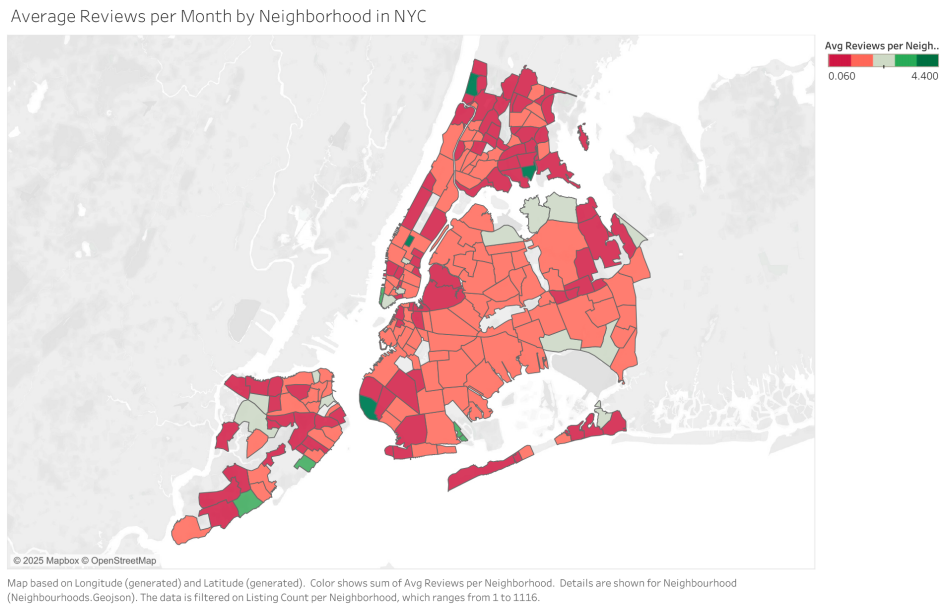 Average Reviews per Month by Neighborhood in NYC
Avg Reviews per Neigh..
0.060 4.400
© 2025 Mapbox © OpenStreetMap
Map based on Longitude (generated) and Latitude (generated).  Color shows sum of Avg Reviews per Neighborhood.  Details are shown for Neighbourhood
(Neighbourhoods.Geojson). The data is filtered on Listing Count per Neighborhood, which ranges from 1 to 1116.